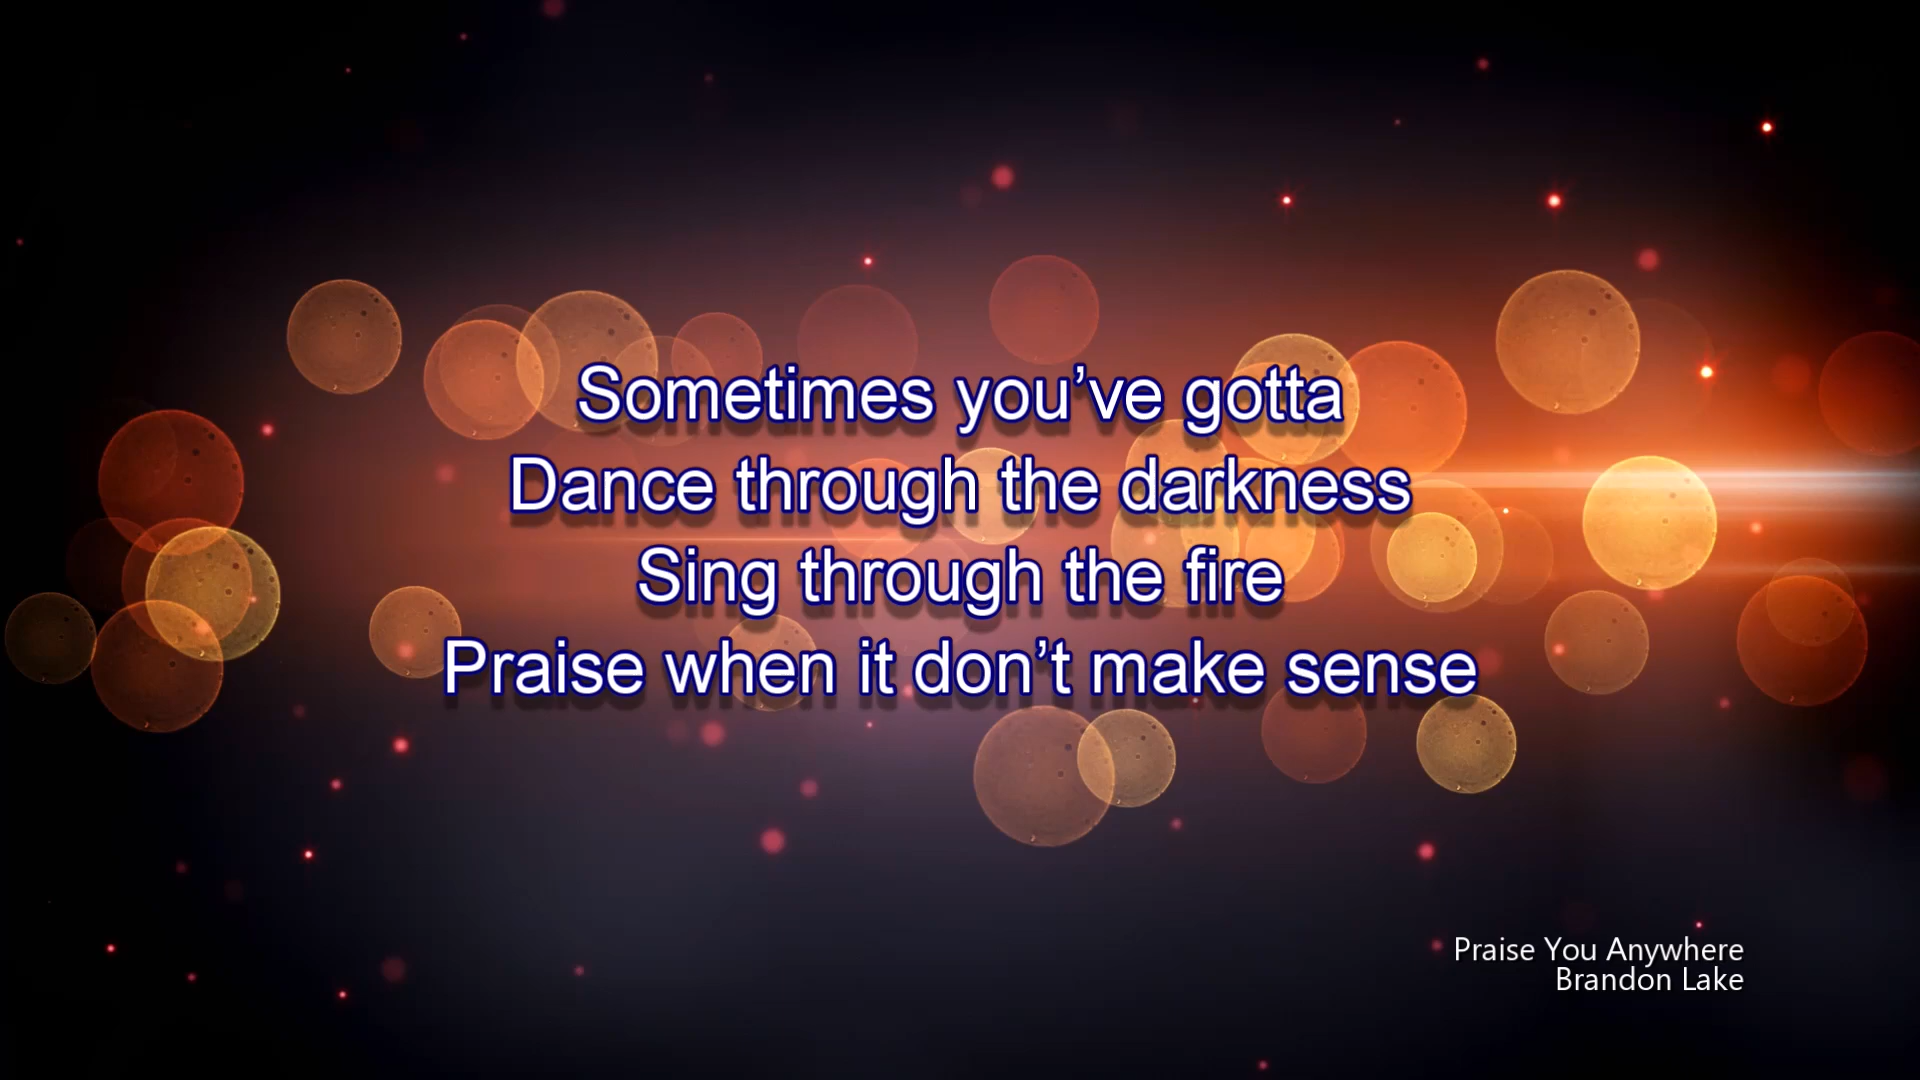 Sometimes you’ve gotta
Dance through the darkness
Sing through the fire
Praise when it don’t make sense
Praise You Anywhere
Brandon Lake